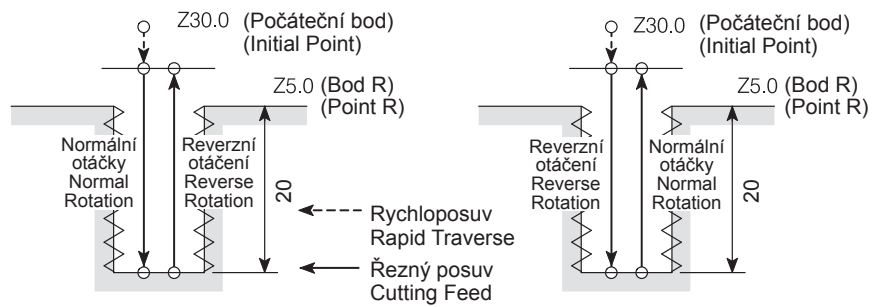 Z30.0 (Počáteční bod)
(Initial Point)
Z5.0 (Bod R)
(Point R)
Normální
otáčky
Normal
Rotation
Reverzní
otáčení
Reverse
Rotation
20
Rychloposuv
Rapid Traverse
Řezný posuv
Cutting Feed
Z30.0 (Počáteční bod)
(Initial Point)
Z5.0 (Bod R)
(Point R)
Reverzní
otáčení
Reverse
Rotation
Normální
otáčky
Normal
Rotation
20